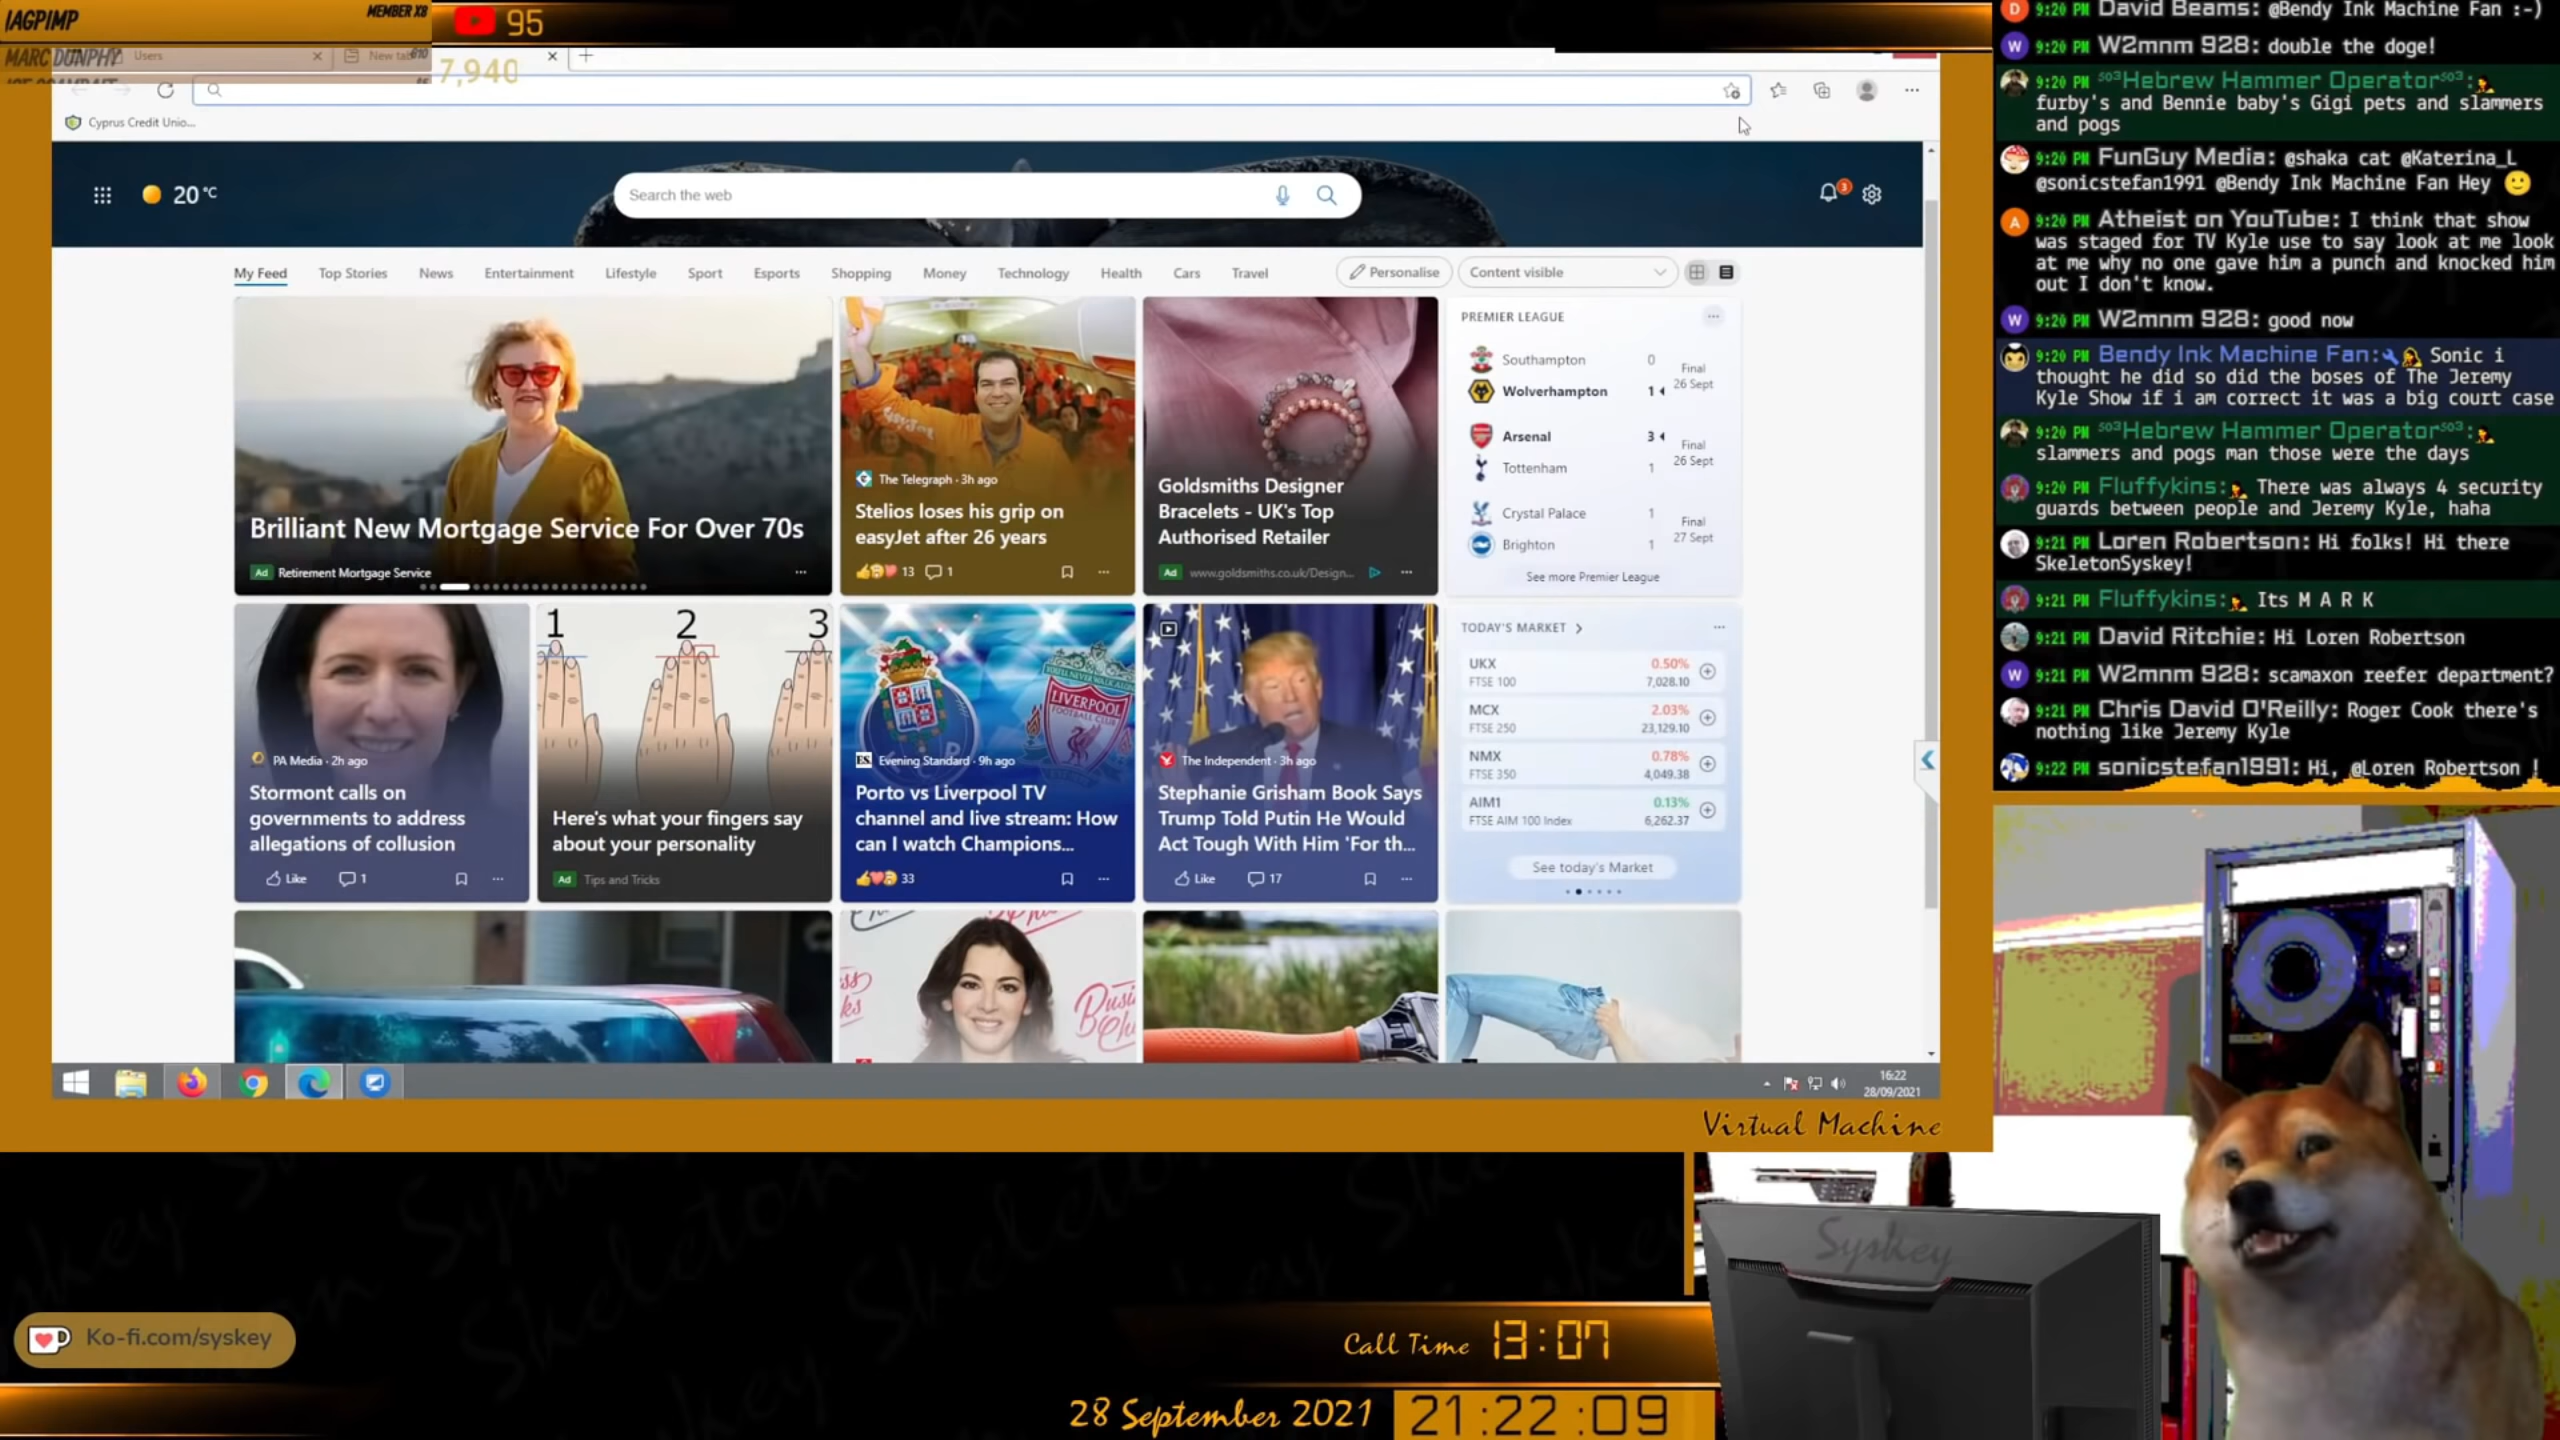 IAGPIMP
MEMBER X8
95
MARC DUNPHY
Users
New tab
7,940
Cyprus Credit Unio...
20 °C
Search the web
3
My Feed
Top Stories
News
Entertainment
Lifestyle
Sport
Esports
Shopping
Money
Technology
Health
Cars
Travel
Personalise
Content visible
Brilliant New Mortgage Service For Over 70s
Ad Retirement Mortgage Service
easyJet
The Telegraph · 3h ago
Stelios loses his grip on
easyJet after 26 years
13 1
Goldsmiths Designer
Bracelets - UK's Top
Authorised Retailer
Ad www.goldsmiths.co.uk/Design...
PREMIER LEAGUE
Southampton 0
Wolverhampton 1
Final
26 Sept
Arsenal 3
Tottenham 1
Final
26 Sept
Crystal Palace 1
Brighton 1
Final
27 Sept
See more Premier League
PA Media · 2h ago
Stormont calls on
governments to address
allegations of collusion
Like 1
1 2 3
Here's what your fingers say
about your personality
Ad Tips and Tricks
LIVERPOOL
FOOTBALL CLUB
ES Evening Standard · 9h ago
Porto vs Liverpool TV
channel and live stream: How
can I watch Champions...
33
The Independent · 3h ago
Stephanie Grisham Book Says
Trump Told Putin He Would
Act Tough With Him 'For th...
Like 17
TODAY'S MARKET
UKX 0.50%
FTSE 100 7,028.10
MCX 2.03%
FTSE 250 23,129.10
NMX 0.78%
FTSE 350 4,049.38
AIM1 0.13%
FTSE AIM 100 Index 6,262.37
See today's Market
16:22
28/09/2021
Virtual Machine
D 9:20 PM David Beams: @Bendy Ink Machine Fan :-)
W 9:20 PM W2mnm 928: double the doge!
9:20 PM ⁵⁰³Hebrew Hammer Operator⁵⁰³:
furby's and Bennie baby's Gigi pets and slammers
and pogs
9:20 PM FunGuy Media: @shaka cat @Katerina_L
@sonicstefan1991 @Bendy Ink Machine Fan Hey 🙂
A 9:20 PM Atheist on YouTube: I think that show
was staged for TV Kyle use to say look at me look
at me why no one gave him a punch and knocked him
out I don't know.
W 9:20 PM W2mnm 928: good now
9:20 PM Bendy Ink Machine Fan: Sonic i
thought he did so did the boses of The Jeremy
Kyle Show if i am correct it was a big court case
9:20 PM ⁵⁰³Hebrew Hammer Operator⁵⁰³:
slammers and pogs man those were the days
9:20 PM Fluffykins: There was always 4 security
guards between people and Jeremy Kyle, haha
9:21 PM Loren Robertson: Hi folks! Hi there
SkeletonSyskey!
9:21 PM Fluffykins: Its M A R K
9:21 PM David Ritchie: Hi Loren Robertson
W 9:21 PM W2mnm 928: scamaxon reefer department?
9:21 PM Chris David O'Reilly: Roger Cook there's
nothing like Jeremy Kyle
9:22 PM sonicstefan1991: Hi, @Loren Robertson !
Syskey
Ko-fi.com/syskey
Call Time 13:07
28 September 2021 21:22:09